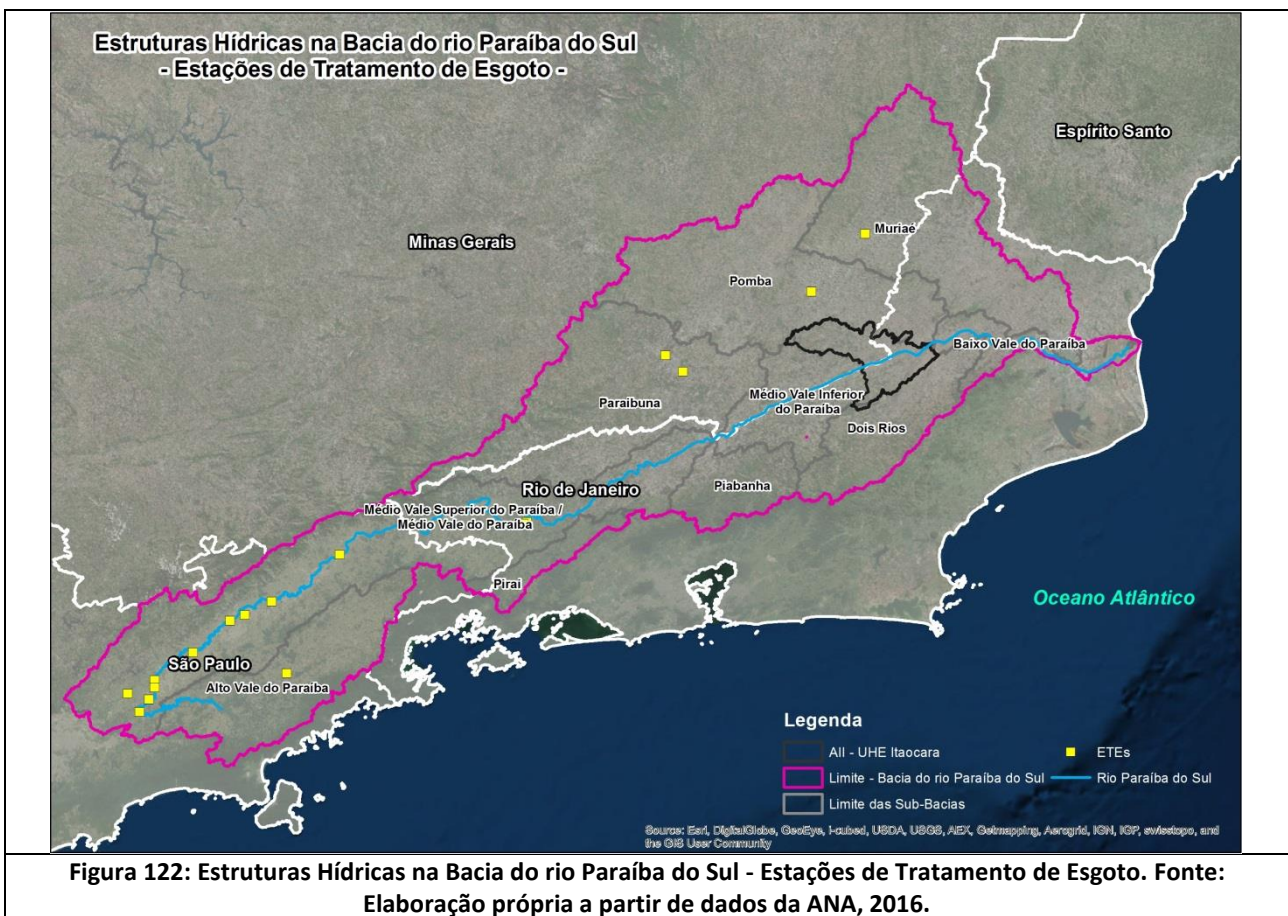 Estruturas Hídricas na Bacia do rio Paraíba do Sul
- Estações de Tratamento de Esgoto -
Espírito Santo
Muriaé
Minas Gerais
Pomba
Baixo Vale do Paraíba
Médio Vale Inferior
do Paraíba
Paraibuna
Dois Rios
Rio de Janeiro
Piabanha
Médio Vale Superior do Paraíba /
Médio Vale do Paraíba
Piraí
Oceano Atlântico
São Paulo
Alto Vale do Paraíba
Legenda
AII - UHE Itaocara
ETEs
Limite - Bacia do rio Paraíba do Sul
Rio Paraíba do Sul
Limite das Sub-Bacias
Source: Esri, DigitalGlobe, GeoEye, i-cubed, USDA, USGS, AEX, Getmapping, Aerogrid, IGN, IGP, swisstopo, and
the GIS User Community
Figura 122: Estruturas Hídricas na Bacia do rio Paraíba do Sul - Estações de Tratamento de Esgoto. Fonte:
Elaboração própria a partir de dados da ANA, 2016.